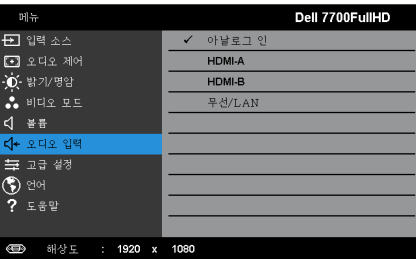 메뉴
Dell 7700FullHD
입력 소스
✓ 아날로그 인
오디오 제어
HDMI-A
밝기/명암
HDMI-B
비디오 모드
무선/LAN
볼륨
오디오 입력
고급 설정
언어
? 도움말
해상도 : 1920 x 1080